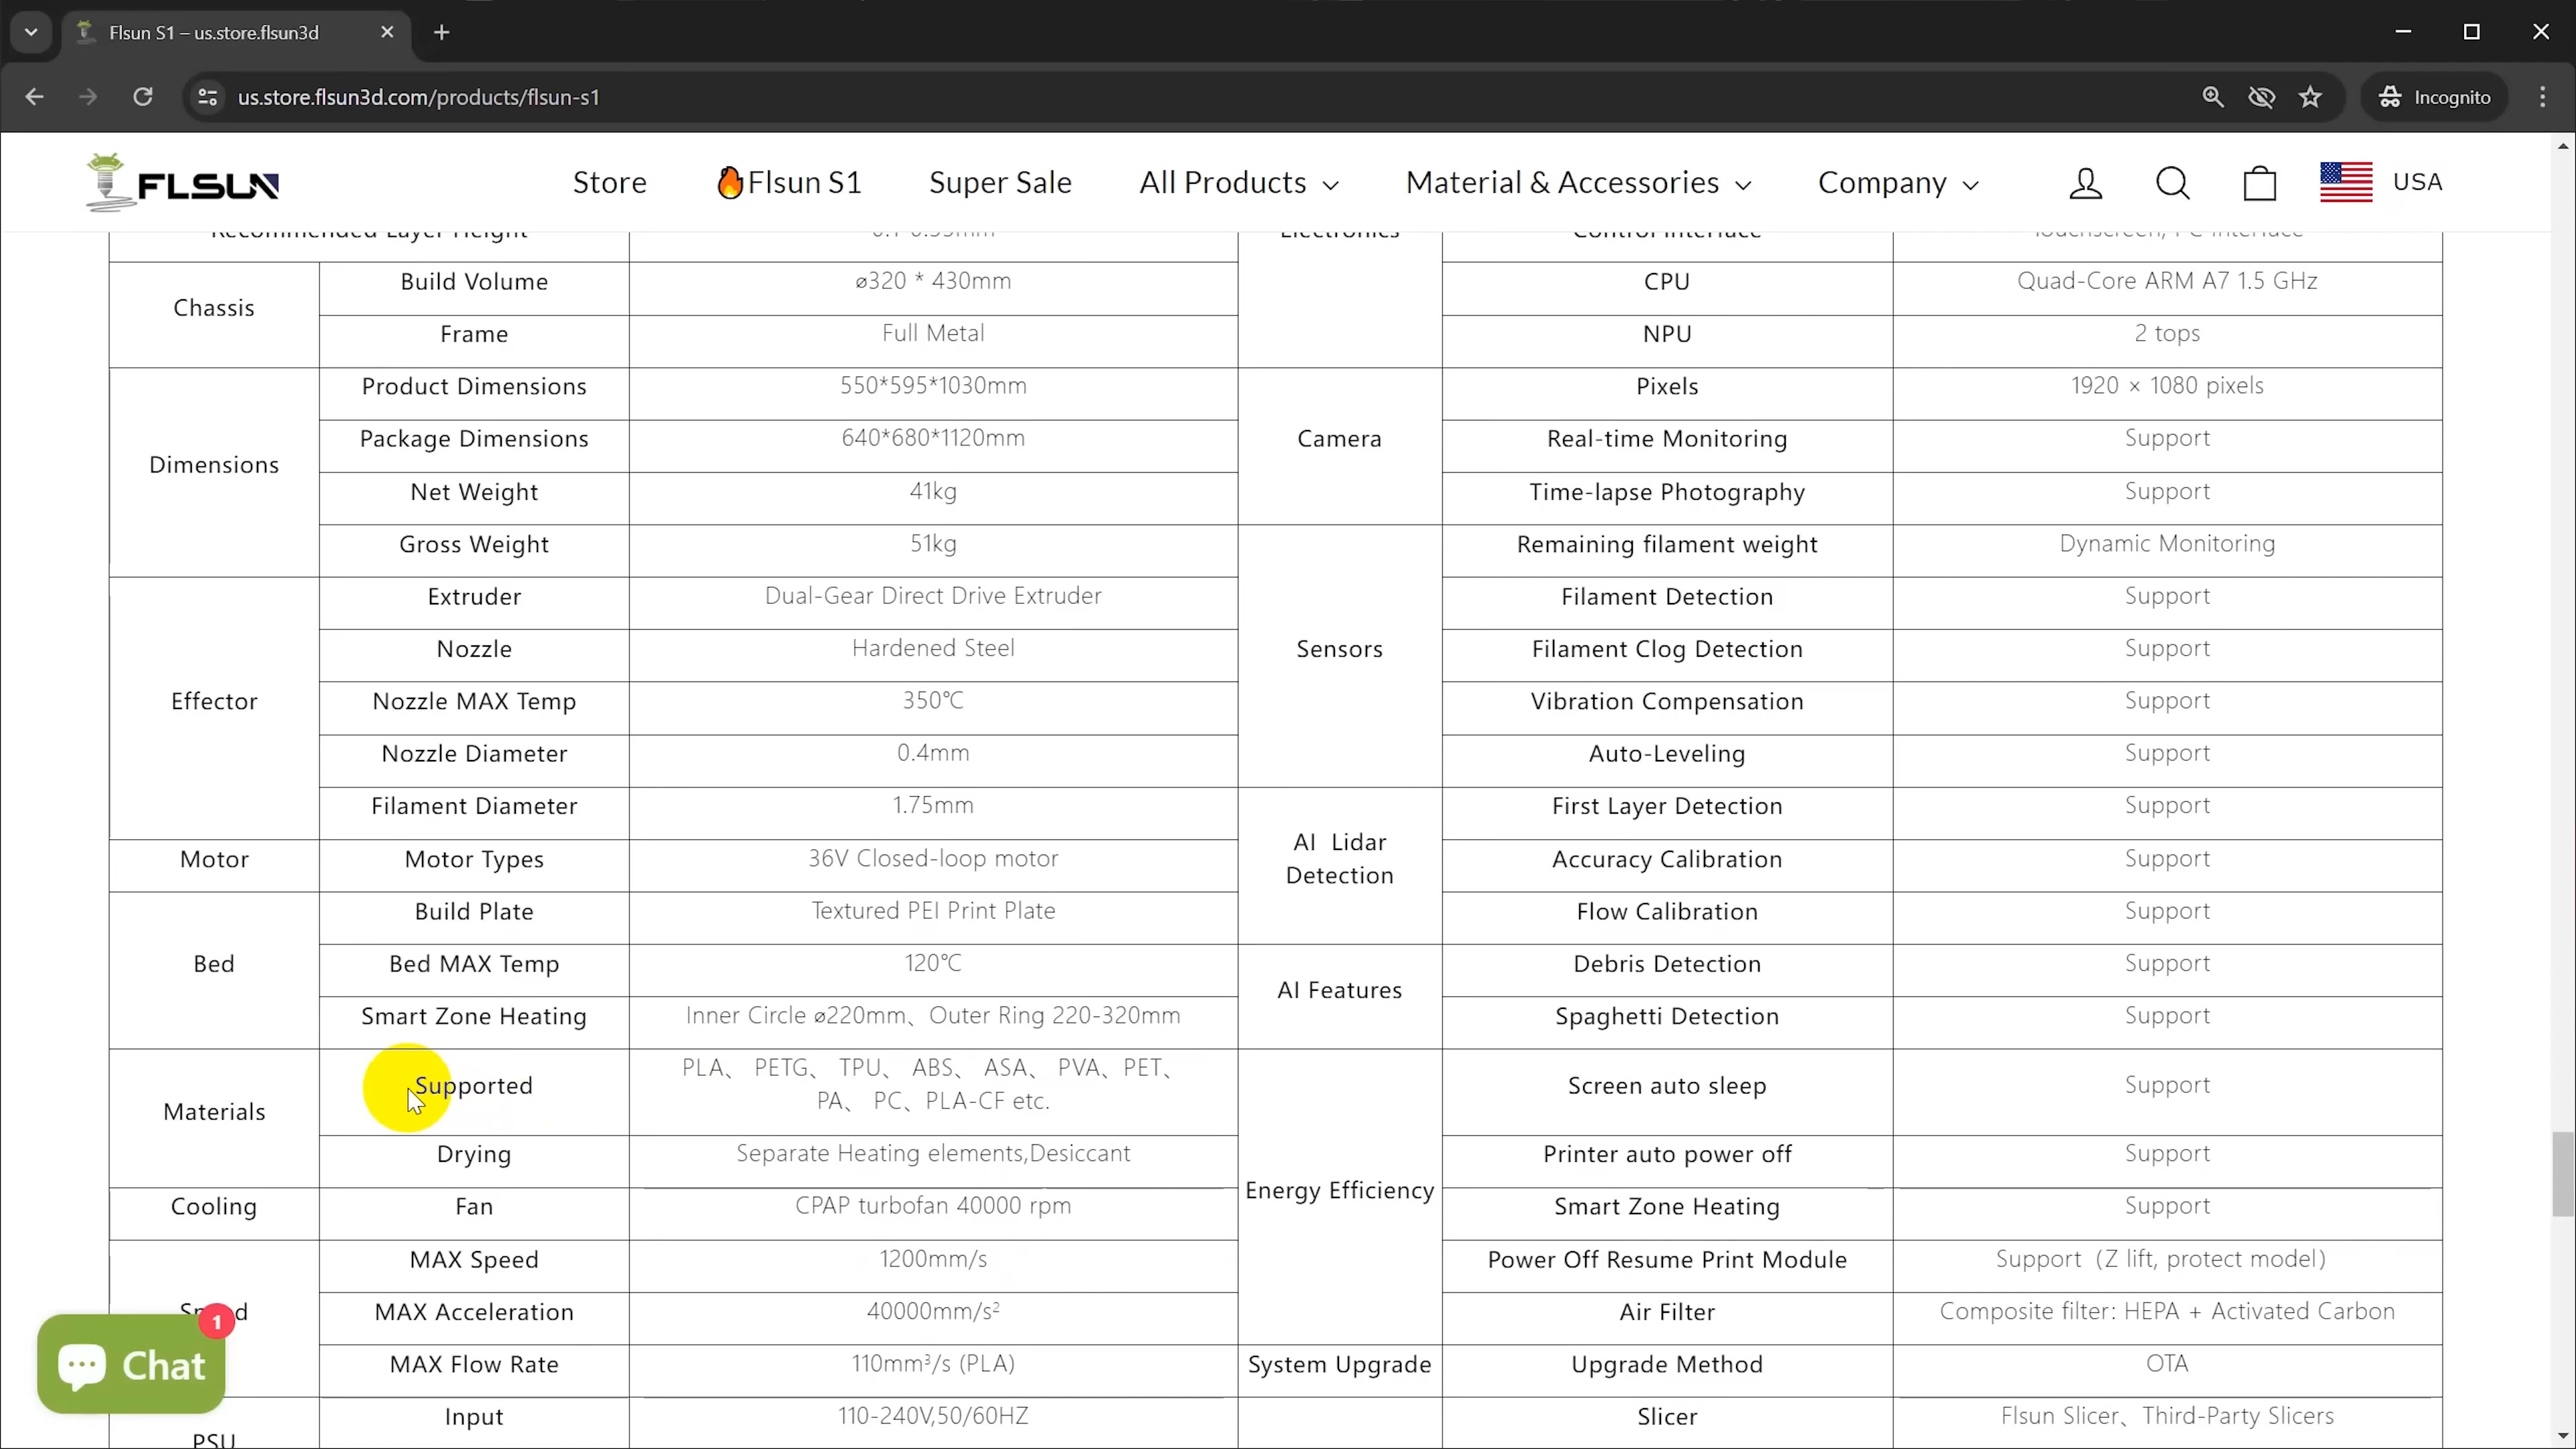 Flsun S1 – us.store.flsun3d
us.store.flsun3d.com/products/flsun-s1
Incognito
FLSUN
Store
🔥Flsun S1
Super Sale
All Products
Material & Accessories
Company
USA
Recommended Layer Height
Electronics
Control Interface
Touchscreen, PC Interface
Chassis
Build Volume
⌀320 * 430mm
CPU
Quad-Core ARM A7 1.5 GHz
Frame
Full Metal
NPU
2 tops
Dimensions
Product Dimensions
550*595*1030mm
Camera
Pixels
1920 × 1080 pixels
Package Dimensions
640*680*1120mm
Real-time Monitoring
Support
Net Weight
41kg
Time-lapse Photography
Support
Gross Weight
51kg
Sensors
Remaining filament weight
Dynamic Monitoring
Effector
Extruder
Dual-Gear Direct Drive Extruder
Filament Detection
Support
Nozzle
Hardened Steel
Filament Clog Detection
Support
Nozzle MAX Temp
350℃
Vibration Compensation
Support
Nozzle Diameter
0.4mm
Auto-Leveling
Support
Filament Diameter
1.75mm
AI Lidar
Detection
First Layer Detection
Support
Motor
Motor Types
36V Closed-loop motor
Accuracy Calibration
Support
Bed
Build Plate
Textured PEI Print Plate
Flow Calibration
Support
Bed MAX Temp
120℃
AI Features
Debris Detection
Support
Smart Zone Heating
Inner Circle ⌀220mm、Outer Ring 220-320mm
Spaghetti Detection
Support
Materials
Supported
PLA、 PETG、 TPU、 ABS、 ASA、 PVA、PET、
PA、 PC、PLA-CF etc.
Energy Efficiency
Screen auto sleep
Support
Drying
Separate Heating elements,Desiccant
Printer auto power off
Support
Cooling
Fan
CPAP turbofan 40000 rpm
Smart Zone Heating
Support
MAX Speed
1200mm/s
Power Off Resume Print Module
Support (Z lift, protect model)
MAX Acceleration
40000mm/s²
Air Filter
Composite filter: HEPA + Activated Carbon
MAX Flow Rate
110mm³/s (PLA)
System Upgrade
Upgrade Method
OTA
PSU
Input
110-240V,50/60HZ
Slicer
Flsun Slicer、Third-Party Slicers
Chat
1